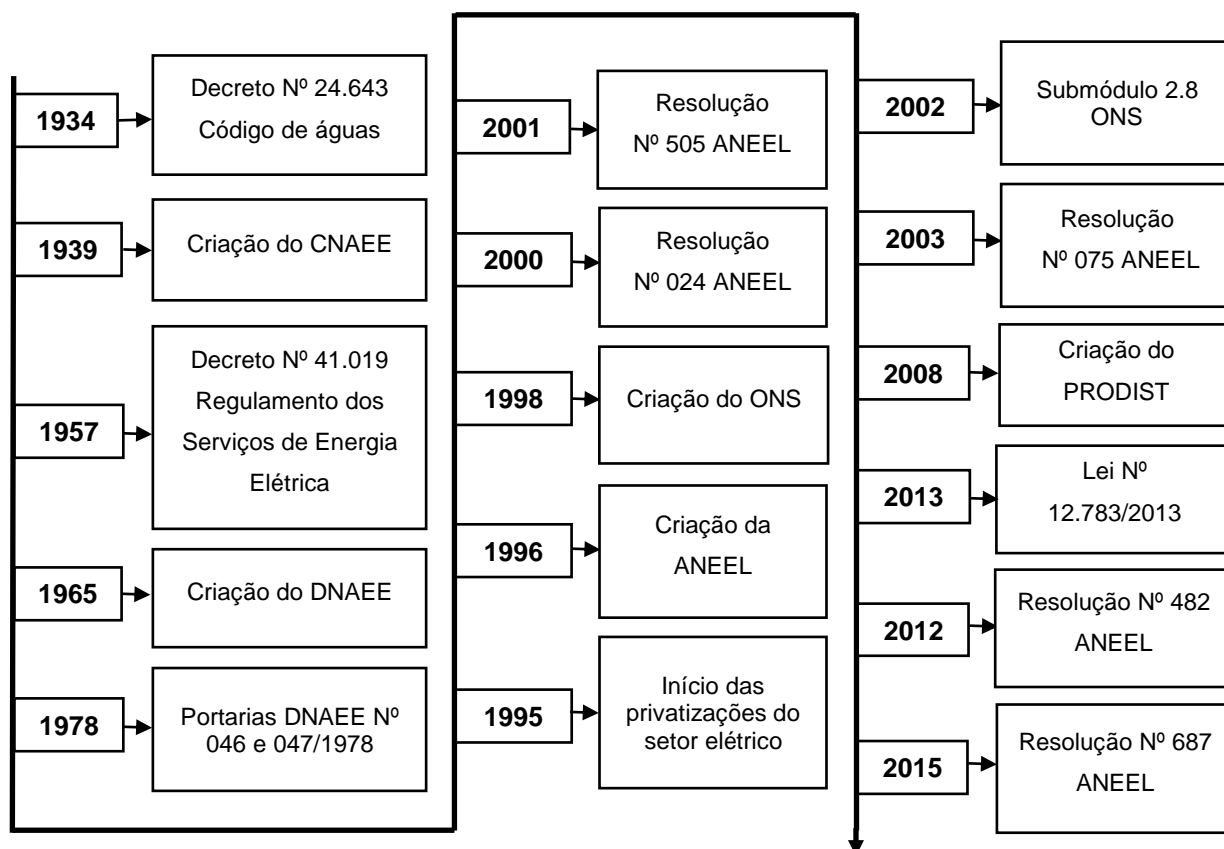 1934
Decreto Nº 24.643
Código de águas
1939
Criação do CNAEE
1957
Decreto Nº 41.019
Regulamento dos
Serviços de Energia
Elétrica
1965
Criação do DNAEE
1978
Portarias DNAEE Nº
046 e 047/1978
2001
Resolução
Nº 505 ANEEL
2000
Resolução
Nº 024 ANEEL
1998
Criação do ONS
1996
Criação da
ANEEL
1995
Início das
privatizações do
setor elétrico
2002
Submódulo 2.8
ONS
2003
Resolução
Nº 075 ANEEL
2008
Criação do
PRODIST
2013
Lei Nº
12.783/2013
2012
Resolução Nº 482
ANEEL
2015
Resolução Nº 687
ANEEL